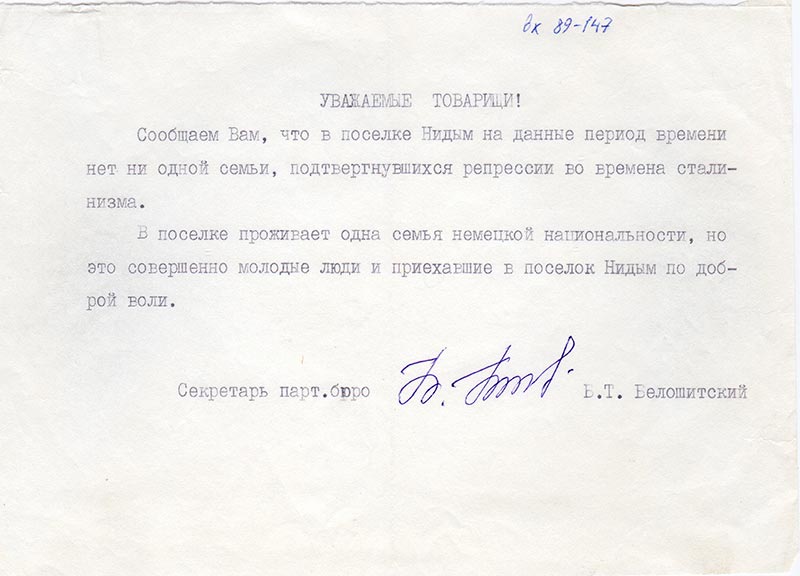 вх 89-147
УВАЖАЕМЫЕ ТОВАРИЩИ!
Сообщаем Вам, что в поселке Нидым на данные период времени
нет ни одной семьи, подтвергнувшихся репрессии во времена стали-
низма.
В поселке проживает одна семья немецкой национальности, но
это совершенно молодые люди и приехавшие в поселок Нидым по доб-
рой воли.
Секретарь парт.бюро Б.Т. Белошитский